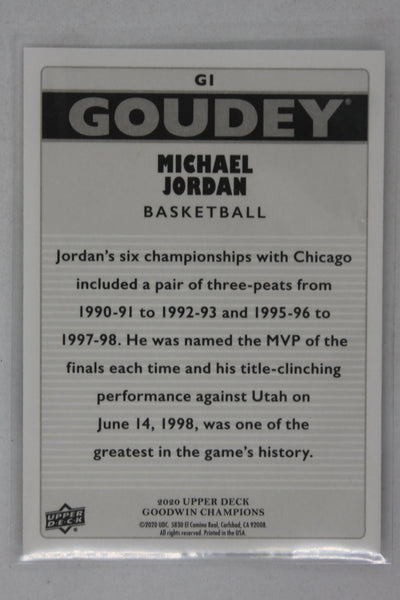 G1
GOUDEY®
MICHAEL
JORDAN
BASKETBALL
Jordan's six championships with Chicago
included a pair of three-peats from
1990-91 to 1992-93 and 1995-96 to
1997-98. He was named the MVP of the
finals each time and his title-clinching
performance against Utah on
June 14, 1998, was one of the
greatest in the game's history.
UPPER
DECK®
2020 UPPER DECK
GOODWIN CHAMPIONS
©2020 UDC. 5830 El Camino Real, Carlsbad, CA 92008.
All rights reserved. Printed in the USA.